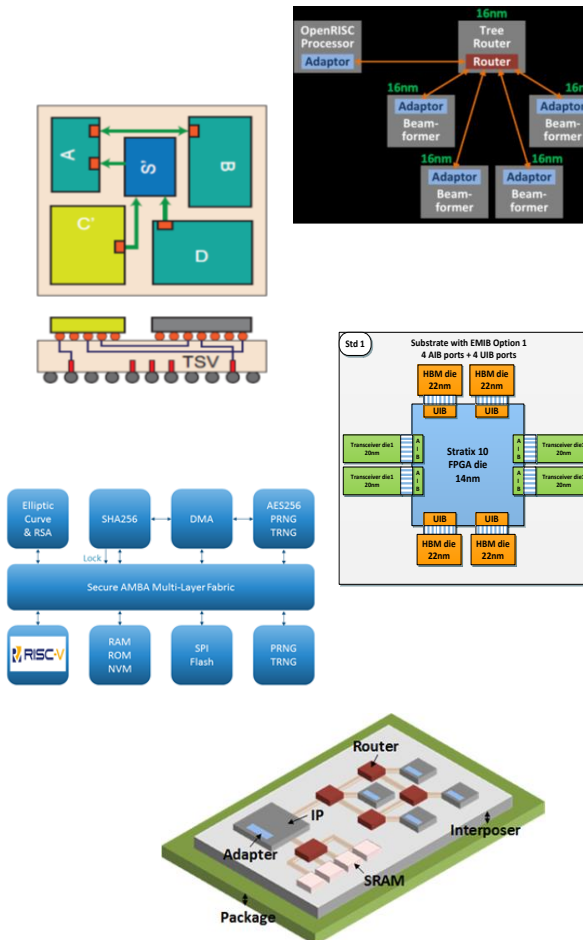 16nm
OpenRISC
Processor
Adaptor
Tree
Router
Router
16nm
Adaptor
Beam-
former
16n
Adaptor
Beam-
former
16nm
Adaptor
Beam-
former
16nm
Adaptor
Beam-
former
A
S'
B
C'
D
TSV
Std 1
Substrate with EMIB Option 1
4 AIB ports + 4 UIB ports
HBM die
22nm
HBM die
22nm
UIB
UIB
Transceiver die1
20nm
AIB
Stratix 10
FPGA die
14nm
AIB
Transceiver die1
20nm
Transceiver die1
20nm
AIB
AIB
Transceiver die1
20nm
UIB
UIB
HBM die
22nm
HBM die
22nm
Elliptic
Curve
& RSA
SHA256
DMA
AES256
PRNG
TRNG
Lock
Secure AMBA Multi-Layer Fabric
RISC-V
RAM
ROM
NVM
SPI
Flash
PRNG
TRNG
Router
IP
Adapter
Interposer
SRAM
Package